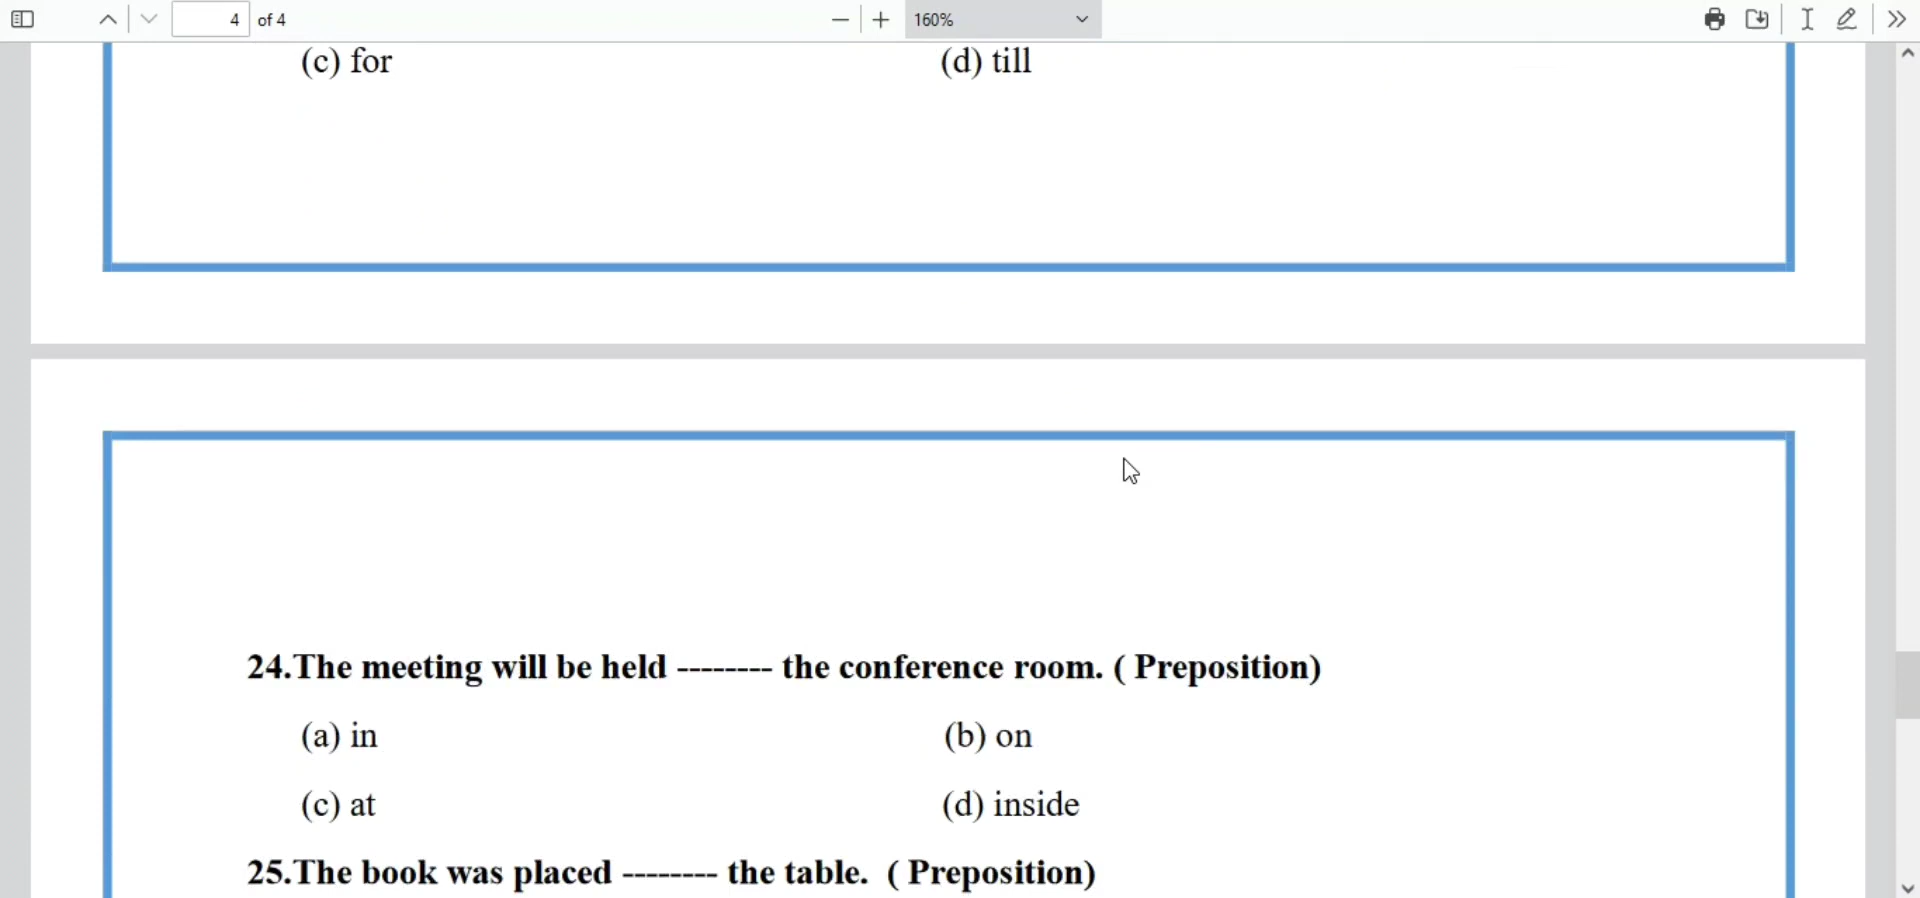 4 of 4 160%
(c) for (d) till
24.The meeting will be held -------- the conference room. ( Preposition)
(a) in (b) on
(c) at (d) inside
25.The book was placed -------- the table. ( Preposition)